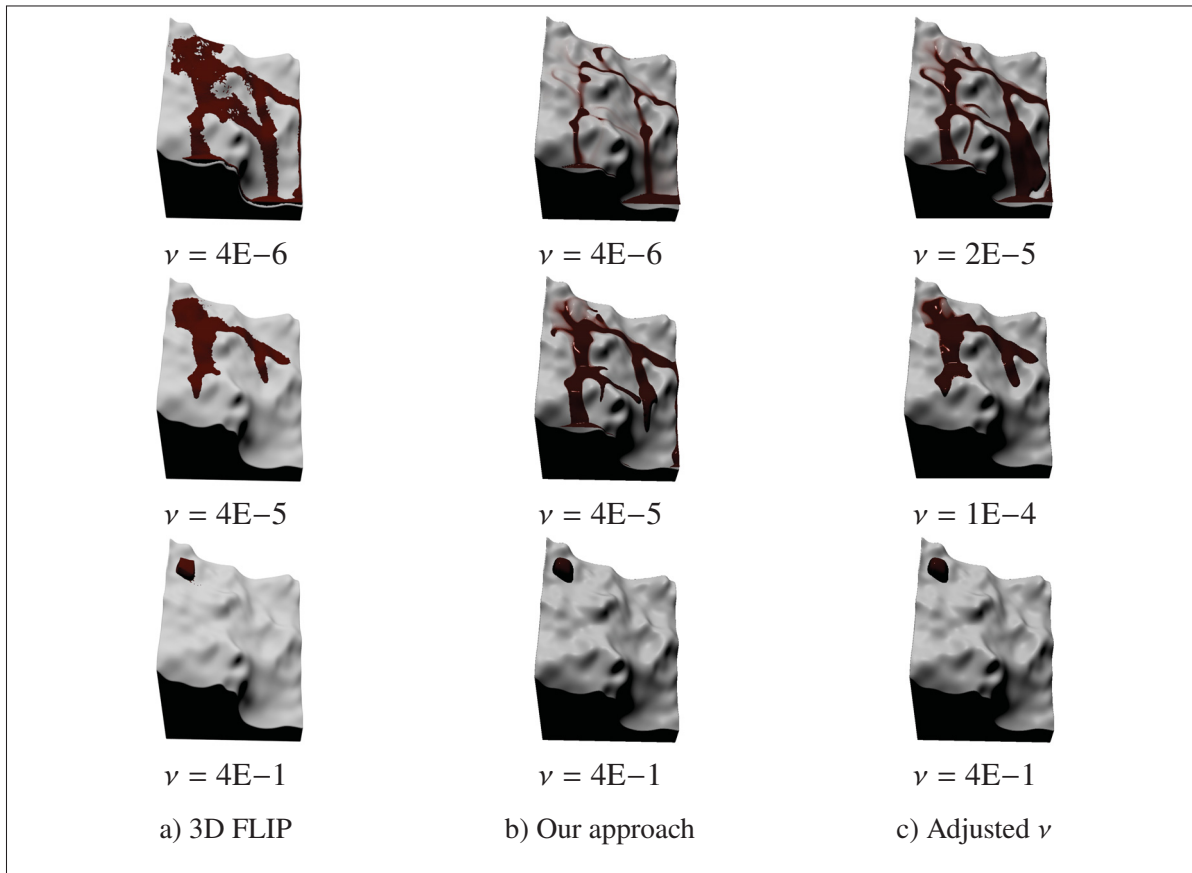 ν = 4E−6 ν = 4E−6 ν = 2E−5
ν = 4E−5 ν = 4E−5 ν = 1E−4
ν = 4E−1 ν = 4E−1 ν = 4E−1
a) 3D FLIP b) Our approach c) Adjusted ν